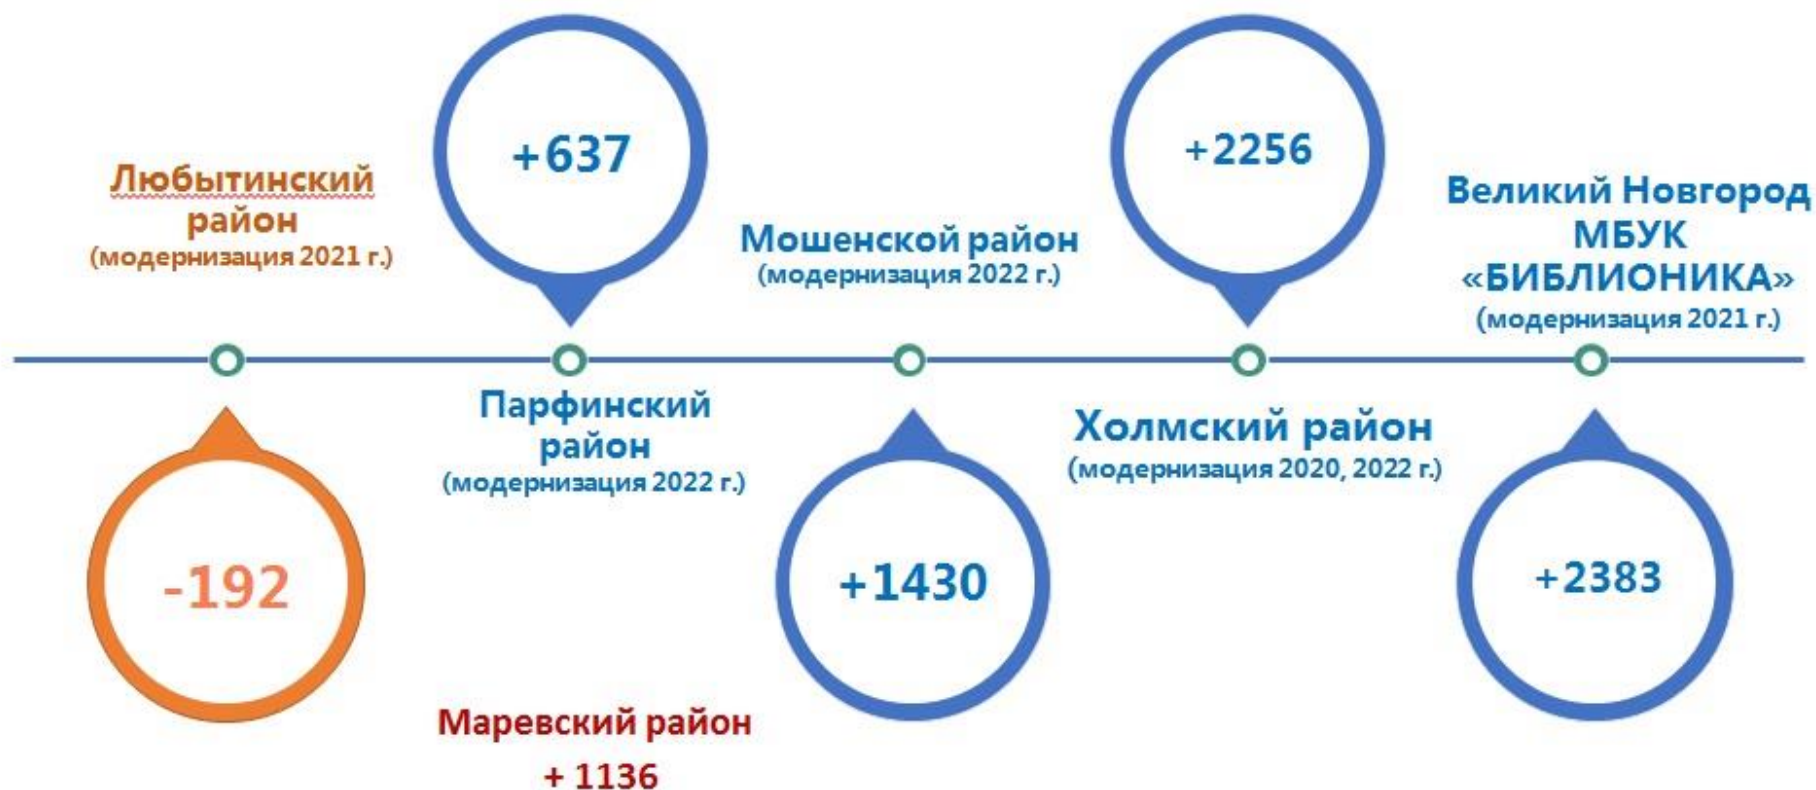 Любытинский
район
(модернизация 2021 г.)
-192
+637
Парфинский
район
(модернизация 2022 г.)
Мошенской район
(модернизация 2022 г.)
+1430
+2256
Холмский район
(модернизация 2020, 2022 г.)
Великий Новгород
МБУК
«БИБЛИОНИКА»
(модернизация 2021 г.)
+2383
Маревский район
+ 1136